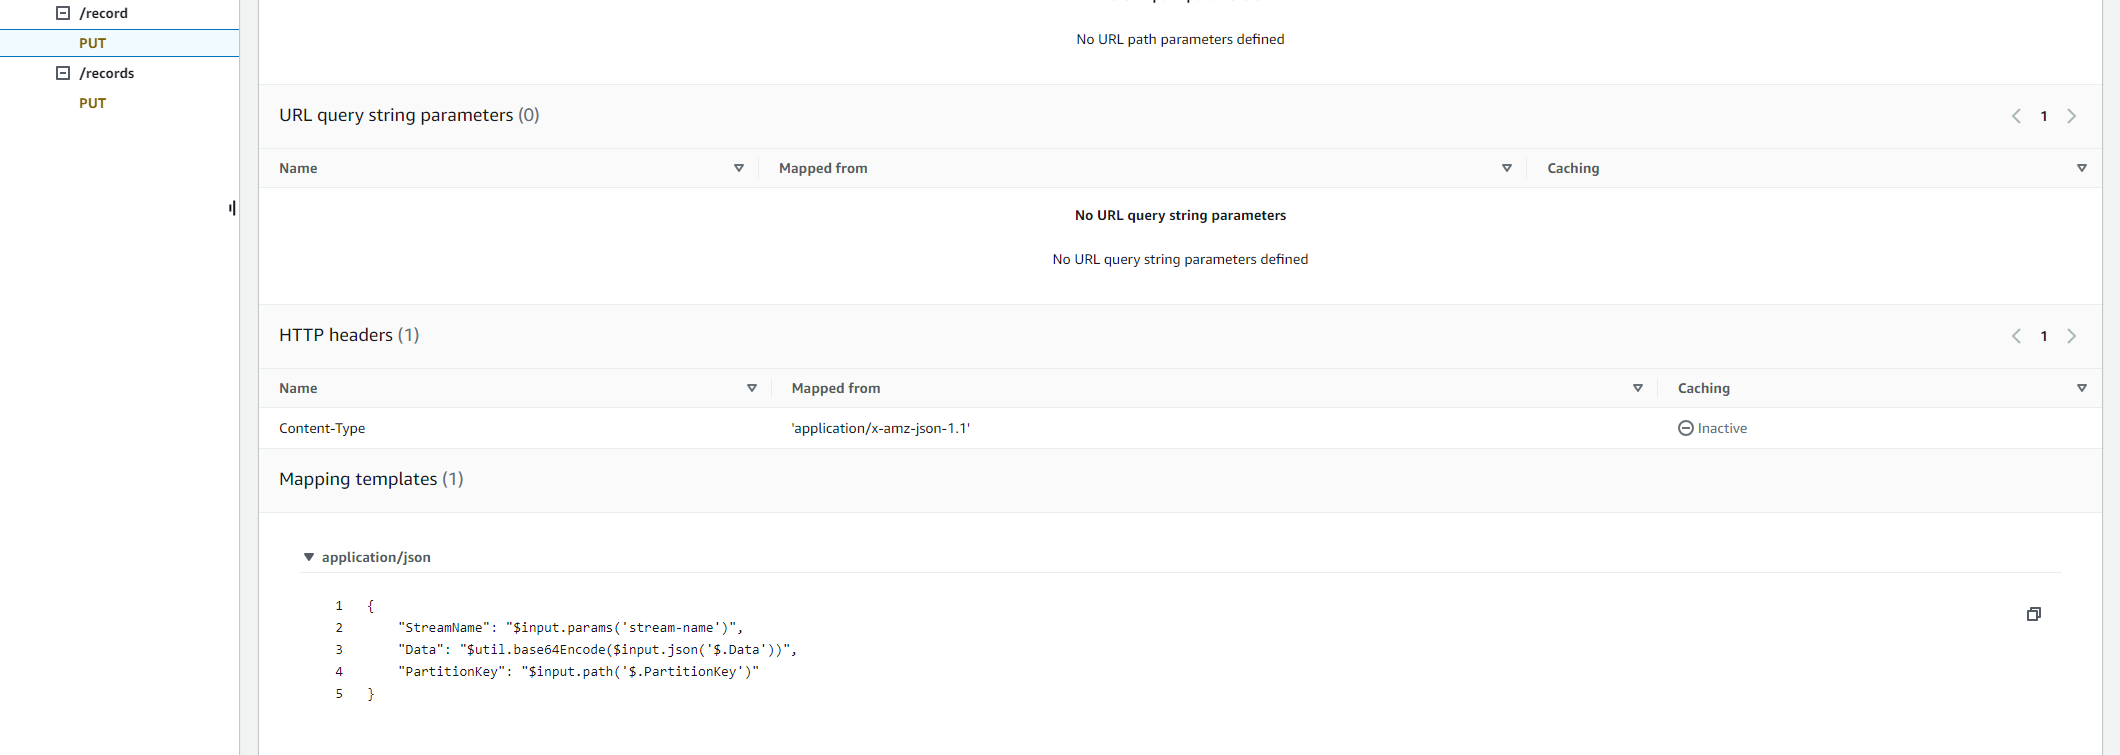 /record
PUT
/records
PUT
No URL path parameters defined
URL query string parameters (0)
1
Name Mapped from Caching
No URL query string parameters
No URL query string parameters defined
HTTP headers (1)
1
Name Mapped from Caching
Content-Type 'application/x-amz-json-1.1' Inactive
Mapping templates (1)
application/json
1 {
2 "StreamName": "$input.params('stream-name')",
3 "Data": "$util.base64Encode($input.json('$.Data'))",
4 "PartitionKey": "$input.path('$.PartitionKey')"
5 }